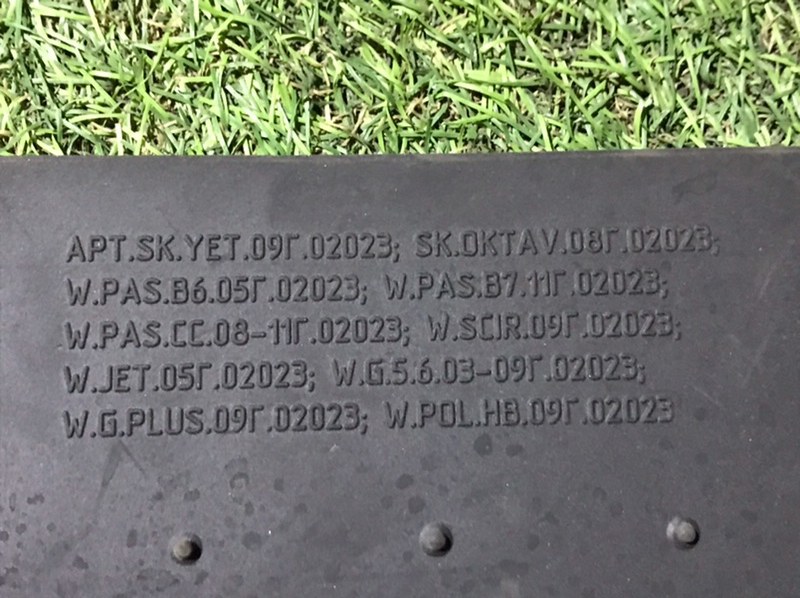 АРТ.SK.YET.09Г.02023; SK.OKTAV.08Г.02023;
W.PAS.B6.05Г.02023; W.PAS.B7.11Г.02023;
W.PAS.CC.08-11Г.02023; W.SCIR.09Г.02023;
W.JET.05Г.02023; W.G.5.6.03-09Г.02023;
W.G.PLUS.09Г.02023; W.POL.HB.09Г.02023